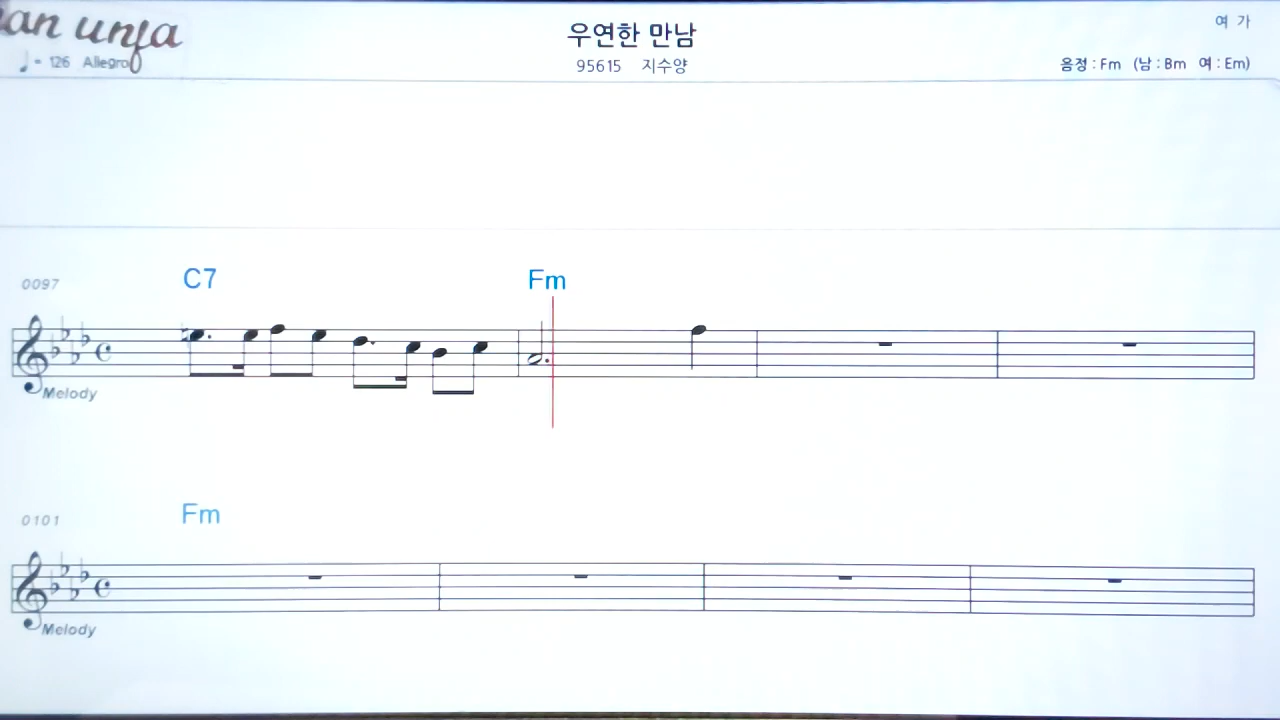 an unfa
♩ = 126 Allegro
우연한 만남
95615 지수양
여 가
음정 : Fm (남 : Bm 여 : Em)
0097
C7 Fm
Melody
0101
Fm
Melody